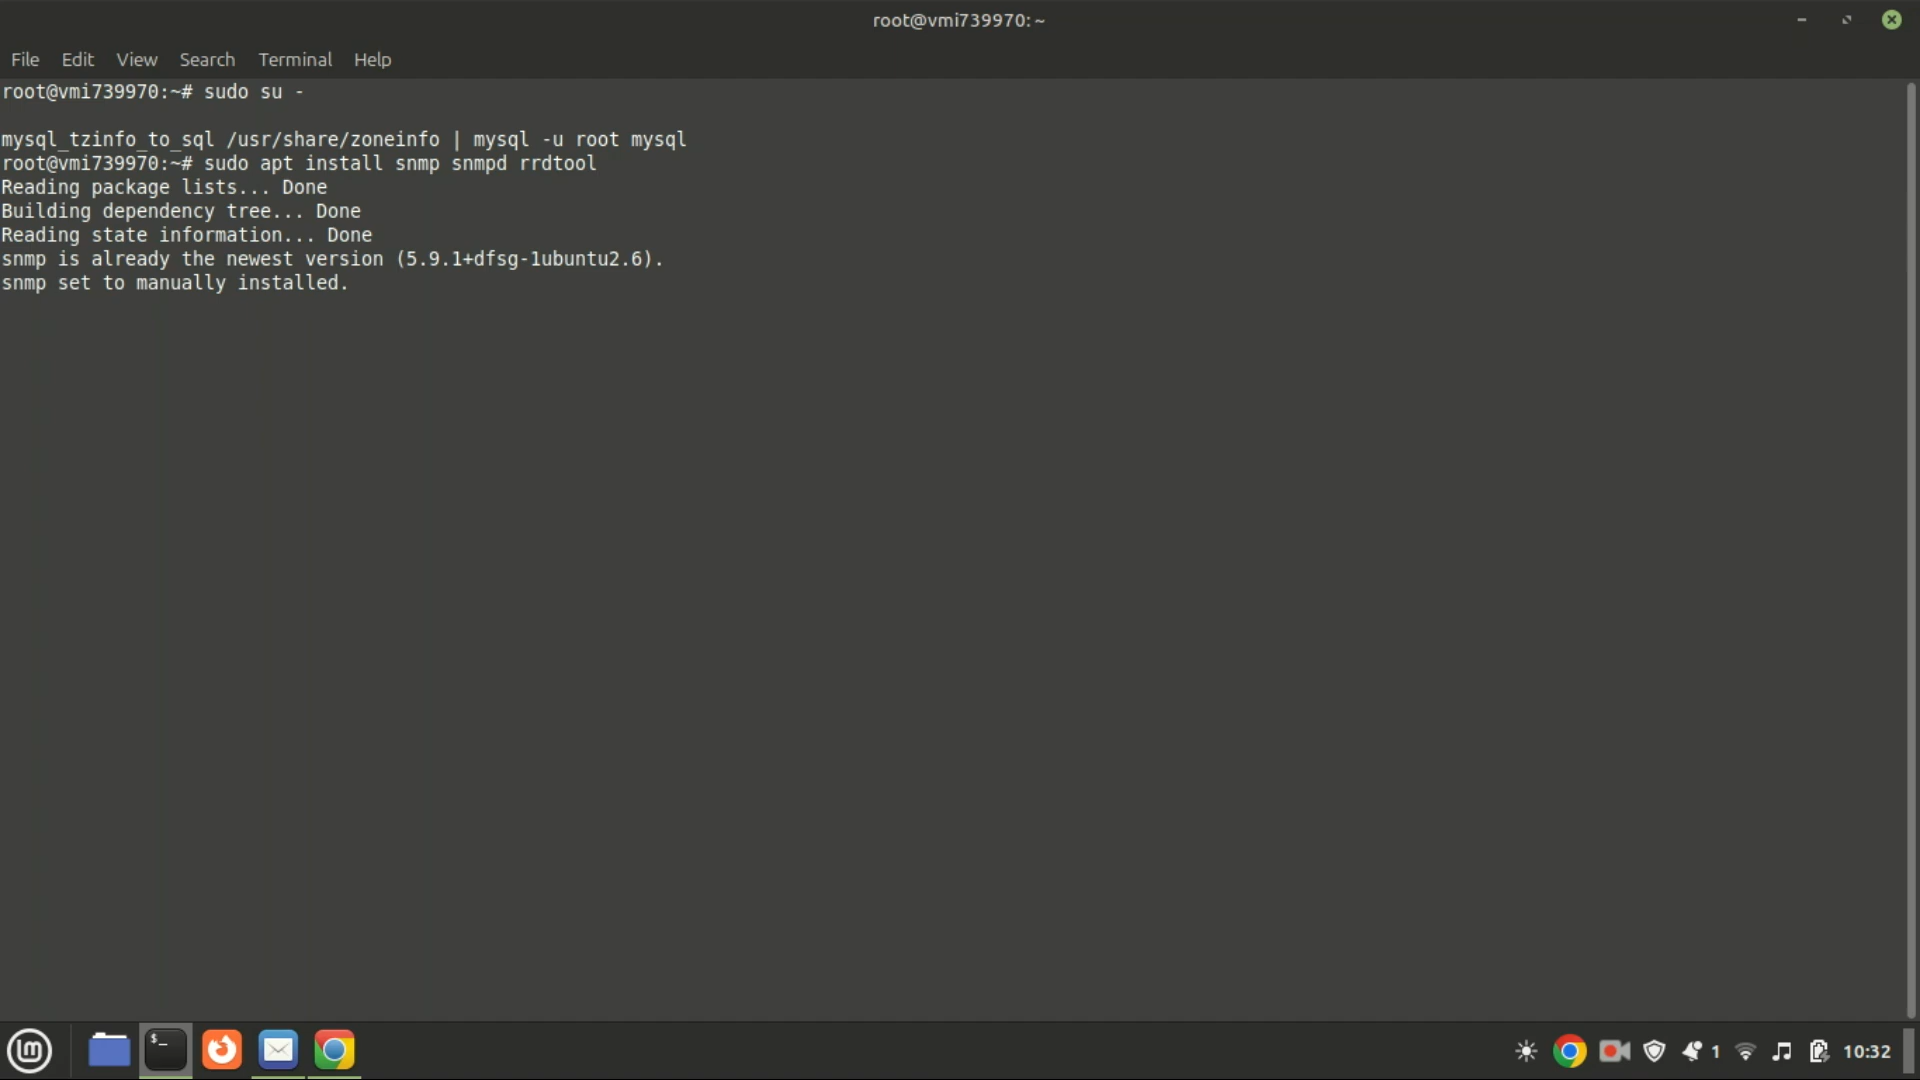 root@vmi739970:~
File Edit View Search Terminal Help
root@vmi739970:~# sudo su -
mysql_tzinfo_to_sql /usr/share/zoneinfo | mysql -u root mysql
root@vmi739970:~# sudo apt install snmp snmpd rrdtool
Reading package lists... Done
Building dependency tree... Done
Reading state information... Done
snmp is already the newest version (5.9.1+dfsg-1ubuntu2.6).
snmp set to manually installed.
$_
1 10:32